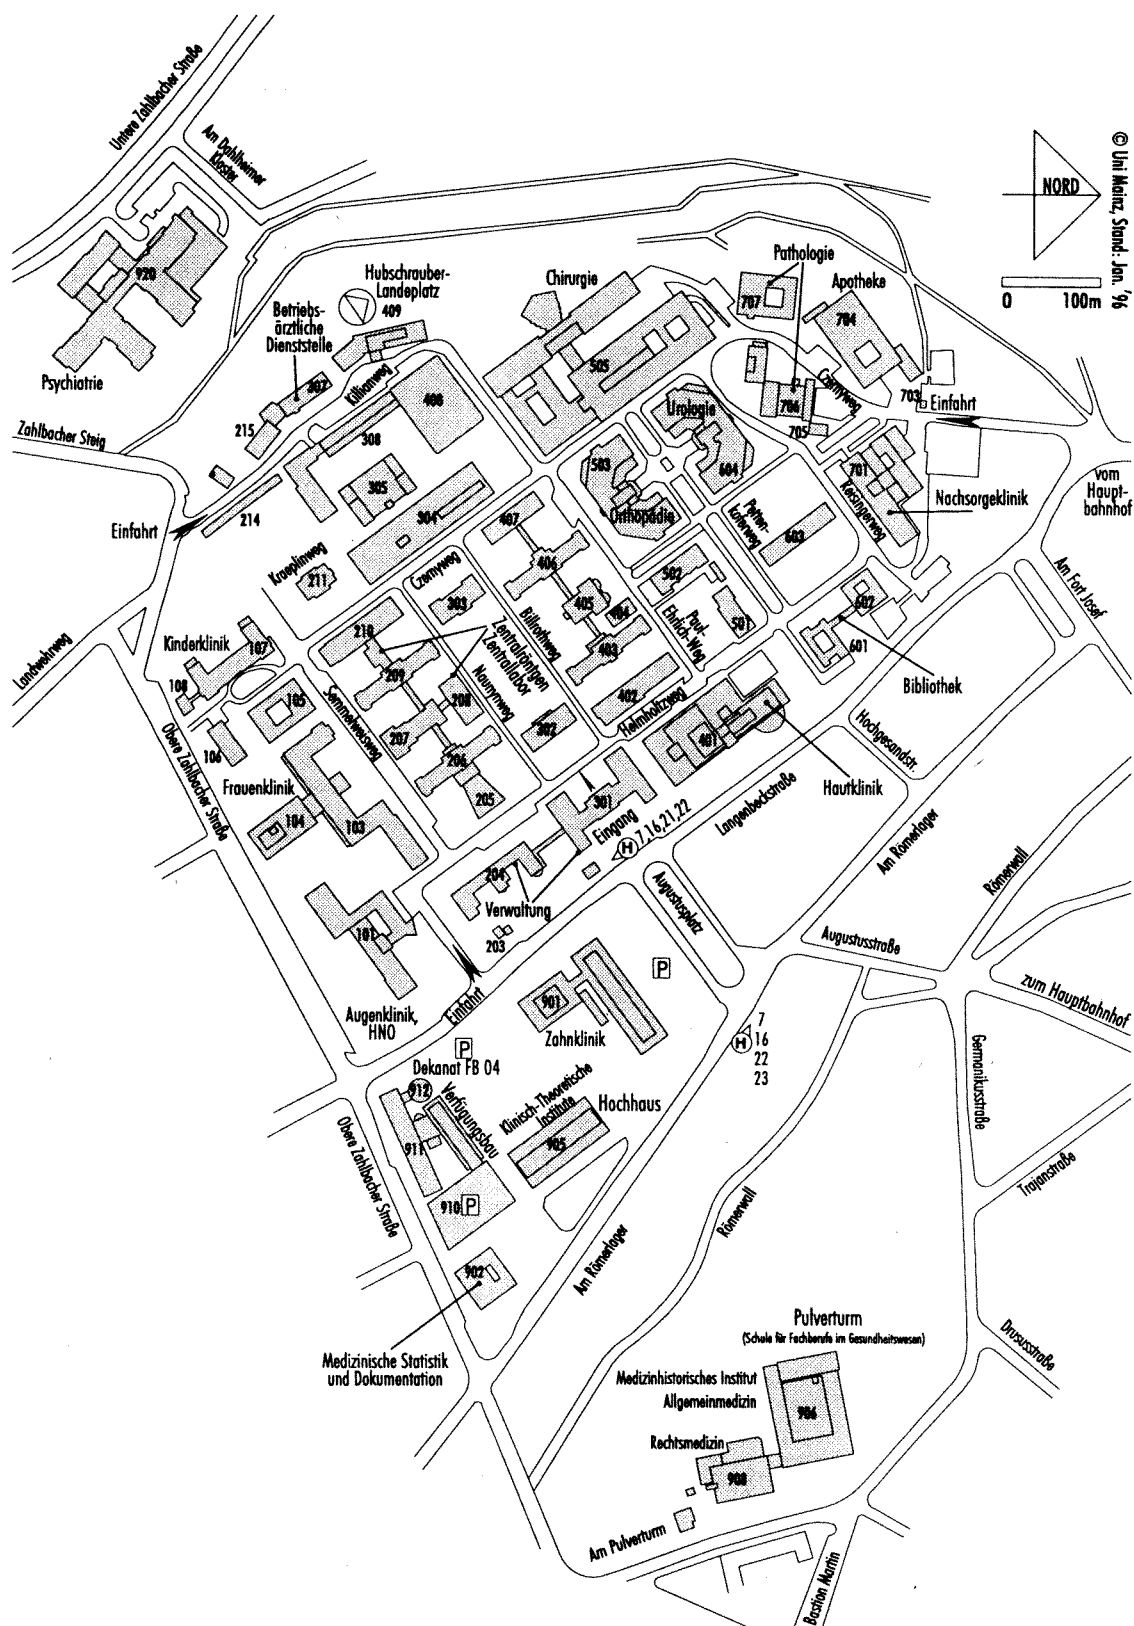 Untere Zahlbacher Straße
Am Dahlheimer
Kloster
© Uni Mainz, Stand: Jan. '96
NORD
0 100m
920
Psychiatrie
Hubschrauber-
Landeplatz
409
Betriebs-
ärztliche
Dienststelle
Chirurgie
Pathologie
Apotheke
707
704
307
Killianweg
408
505
706
Czernyweg
703
Einfahrt
705
Zahlbacher Steig
215
308
Urologie
604
701
Reisingerweg
Nachsorgeklinik
vom
Haupt-
bahnhof
305
503
Orthopädie
Petten-
koferweg
603
Einfahrt
214
304
407
Kraepelinweg
211
Czernyweg
406
502
Am Fort Josef
303
Billrothweg
405
904
Paul-
Ehrlich-Weg
501
602
601
Bibliothek
Landwehrweg
Kinderklinik
107
210
Zentralröntgen
Zentrallabor
403
108
105
209
208
Naunynweg
402
Helmholtzweg
Semmelweisweg
207
302
401
Hochgesandstr.
106
206
Hautklinik
Obere Zahlbacher Straße
Frauenklinik
205
301
Langenbeckstraße
104
103
Eingang
H 7,16,21,22
Am Römerlager
Römerwall
204
Verwaltung
Augustusplatz
101
203
Augustusstraße
Einfahrt
P
901
zum Hauptbahnhof
Augenklinik,
HNO
Zahnklinik
P
H
7
16
22
23
Germanikusstraße
Dekanat FB 04
912
Verfügungsbau
Klinisch-Theoretische
Institute
Hochhaus
911
905
Obere Zahlbacher Straße
910 P
Trajanstraße
Römerwall
902
Am Römerlager
Medizinische Statistik
und Dokumentation
Pulverturm
(Schule für Fachberufe im Gesundheitswesen)
Drususstraße
Medizinhistorisches Institut
Allgemeinmedizin
906
Rechtsmedizin
908
Am Pulverturm
Bastion Martin